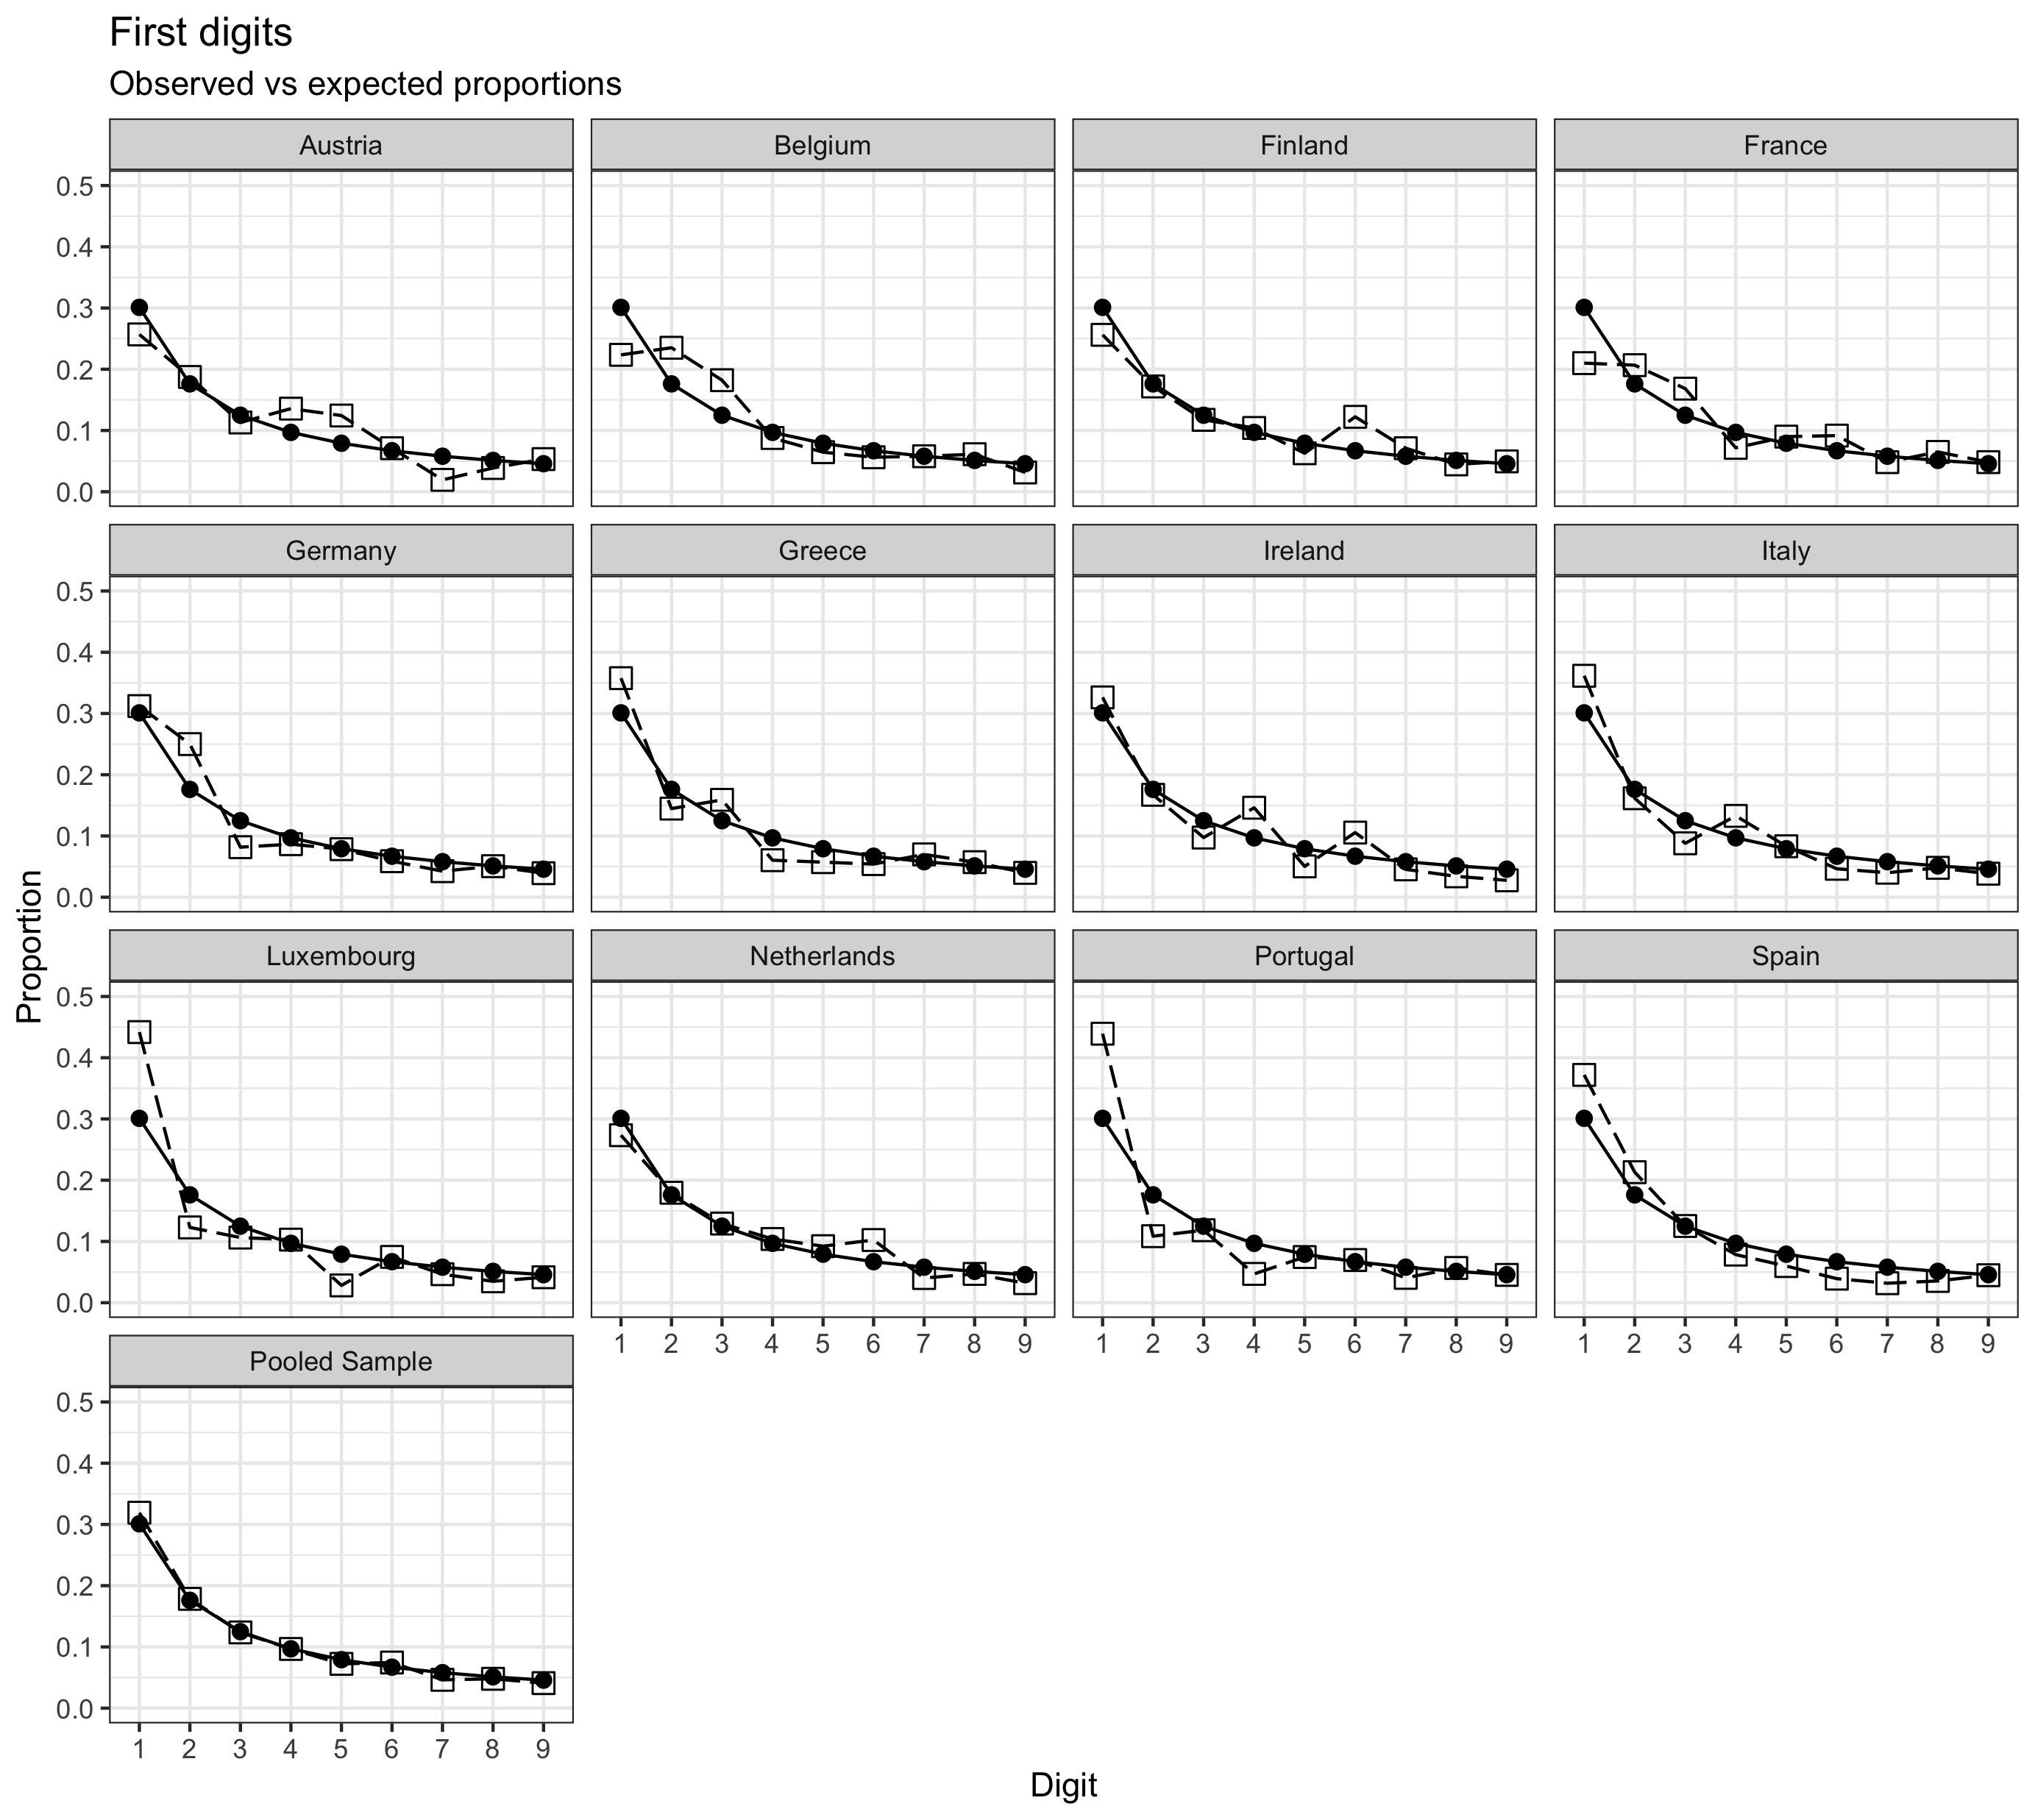 First digits
Observed vs expected proportions
Austria
Belgium
Finland
France
0.5
0.4
0.3
0.2
0.1
0.0
Germany
Greece
Ireland
Italy
0.5
0.4
0.3
0.2
0.1
0.0
Proportion
Luxembourg
Netherlands
Portugal
Spain
0.5
0.4
0.3
0.2
0.1
0.0
1 2 3 4 5 6 7 8 9
1 2 3 4 5 6 7 8 9
1 2 3 4 5 6 7 8 9
Pooled Sample
0.5
0.4
0.3
0.2
0.1
0.0
1 2 3 4 5 6 7 8 9
Digit